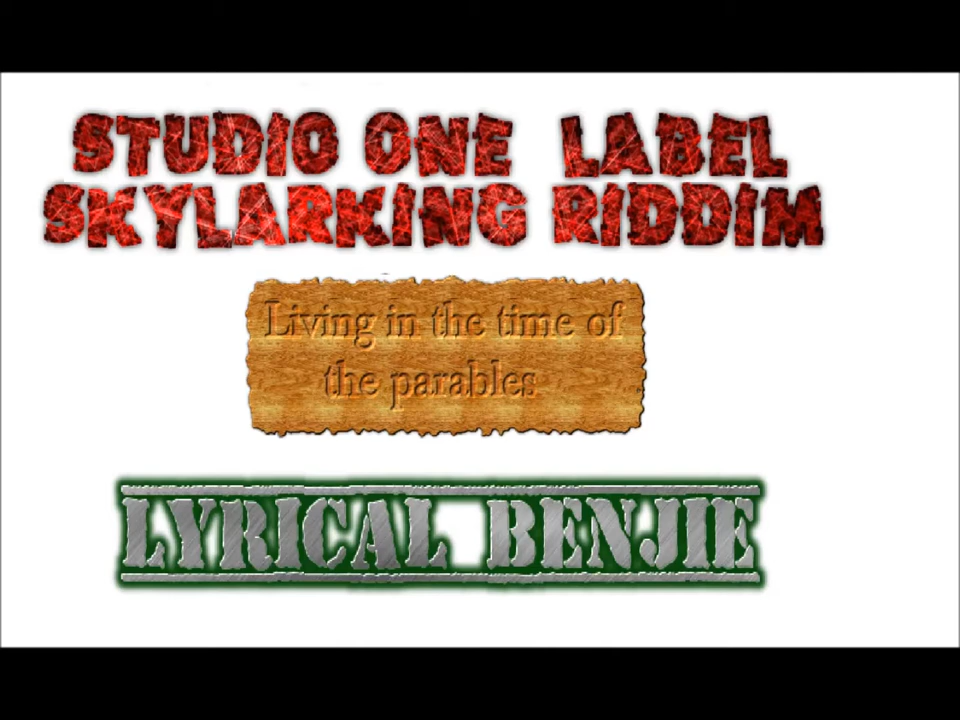 STUDIO ONE LABEL
SKYLARKING RIDDIM
Living in the time of
the parables
LYRICAL BENJIE